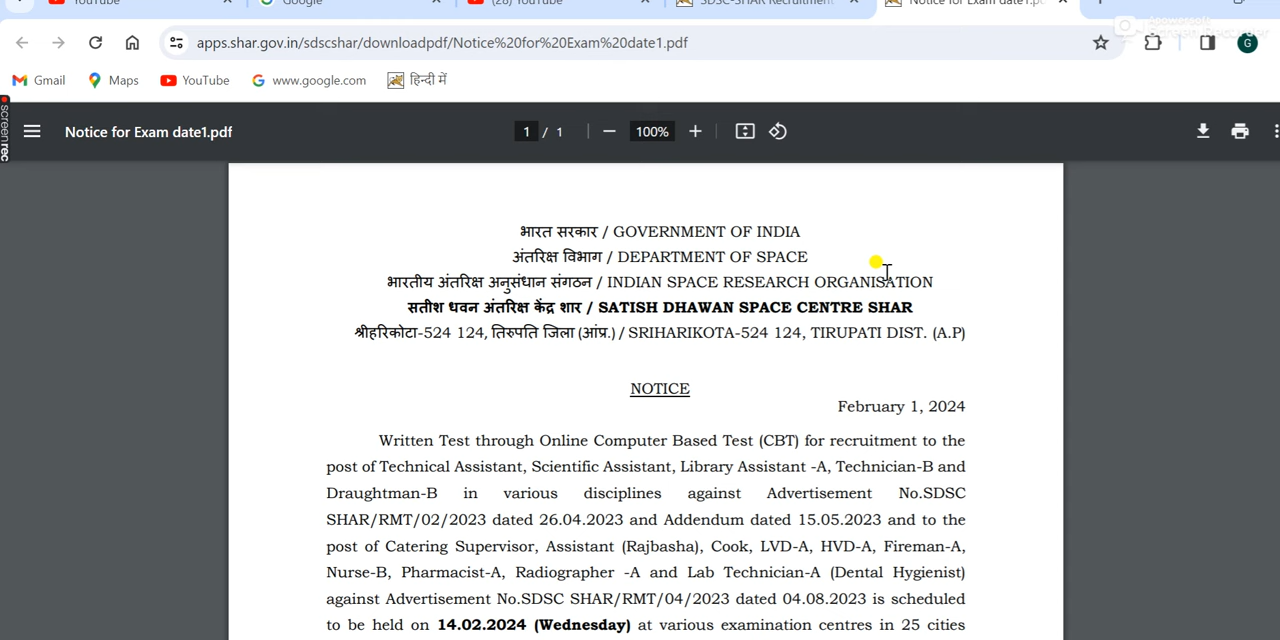 YouTube
Google
(28) YouTube
SDSC-SHAR Recruitment
Notice for Exam date1.p
apps.shar.gov.in/sdscshar/downloadpdf/Notice%20for%20Exam%20date1.pdf
G
Apowersoft
Screen Recorder
Gmail
Maps
YouTube
www.google.com
हिन्दी में
screenrec
Notice for Exam date1.pdf
1 / 1
100%
भारत सरकार / GOVERNMENT OF INDIA
अंतरिक्ष विभाग / DEPARTMENT OF SPACE
भारतीय अंतरिक्ष अनुसंधान संगठन / INDIAN SPACE RESEARCH ORGANISATION
सतीश धवन अंतरिक्ष केंद्र शार / SATISH DHAWAN SPACE CENTRE SHAR
श्रीहरिकोटा-524 124, तिरुपति जिला (आंप्र.) / SRIHARIKOTA-524 124, TIRUPATI DIST. (A.P)
NOTICE
February 1, 2024
Written Test through Online Computer Based Test (CBT) for recruitment to the
post of Technical Assistant, Scientific Assistant, Library Assistant -A, Technician-B and
Draughtman-B in various disciplines against Advertisement No.SDSC
SHAR/RMT/02/2023 dated 26.04.2023 and Addendum dated 15.05.2023 and to the
post of Catering Supervisor, Assistant (Rajbasha), Cook, LVD-A, HVD-A, Fireman-A,
Nurse-B, Pharmacist-A, Radiographer -A and Lab Technician-A (Dental Hygienist)
against Advertisement No.SDSC SHAR/RMT/04/2023 dated 04.08.2023 is scheduled
to be held on 14.02.2024 (Wednesday) at various examination centres in 25 cities